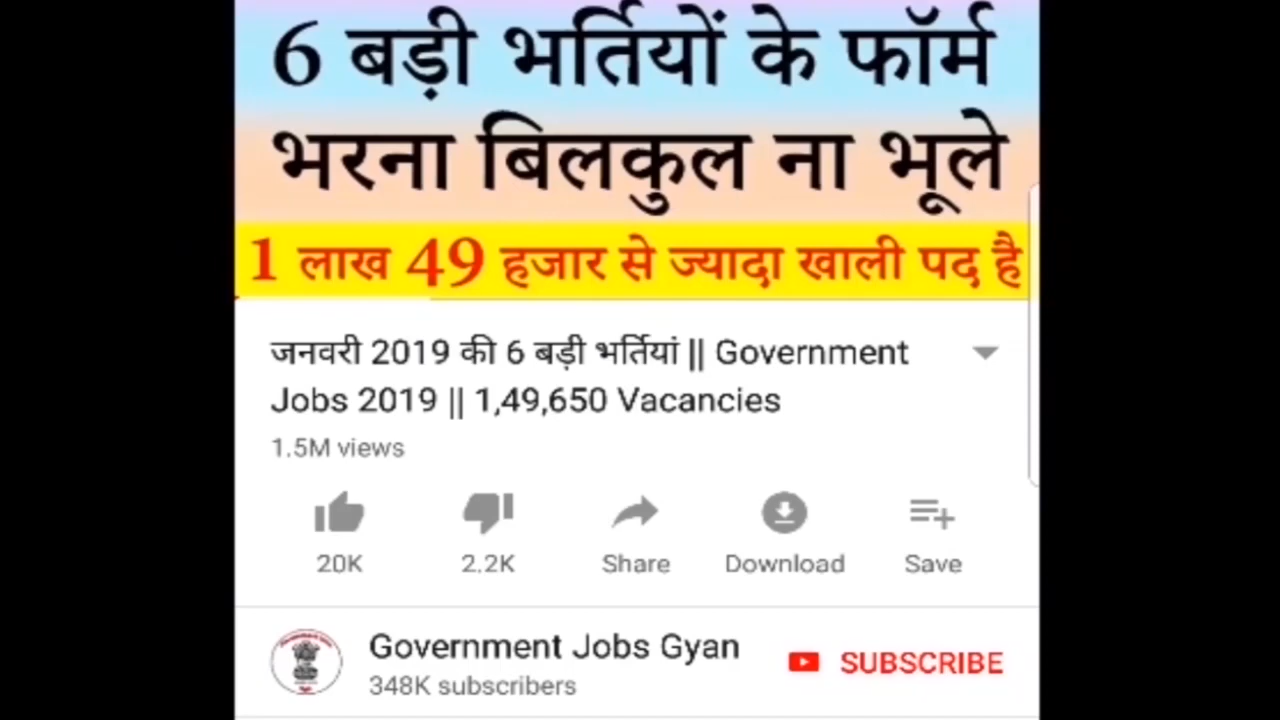 6 बड़ी भर्तियों के फॉर्म
भरना बिलकुल ना भूले
1 लाख 49 हजार से ज्यादा खाली पद है
जनवरी 2019 की 6 बड़ी भर्तियां || Government
Jobs 2019 || 1,49,650 Vacancies
1.5M views
20K 2.2K Share Download Save
Government Jobs Gyan
SUBSCRIBE
348K subscribers